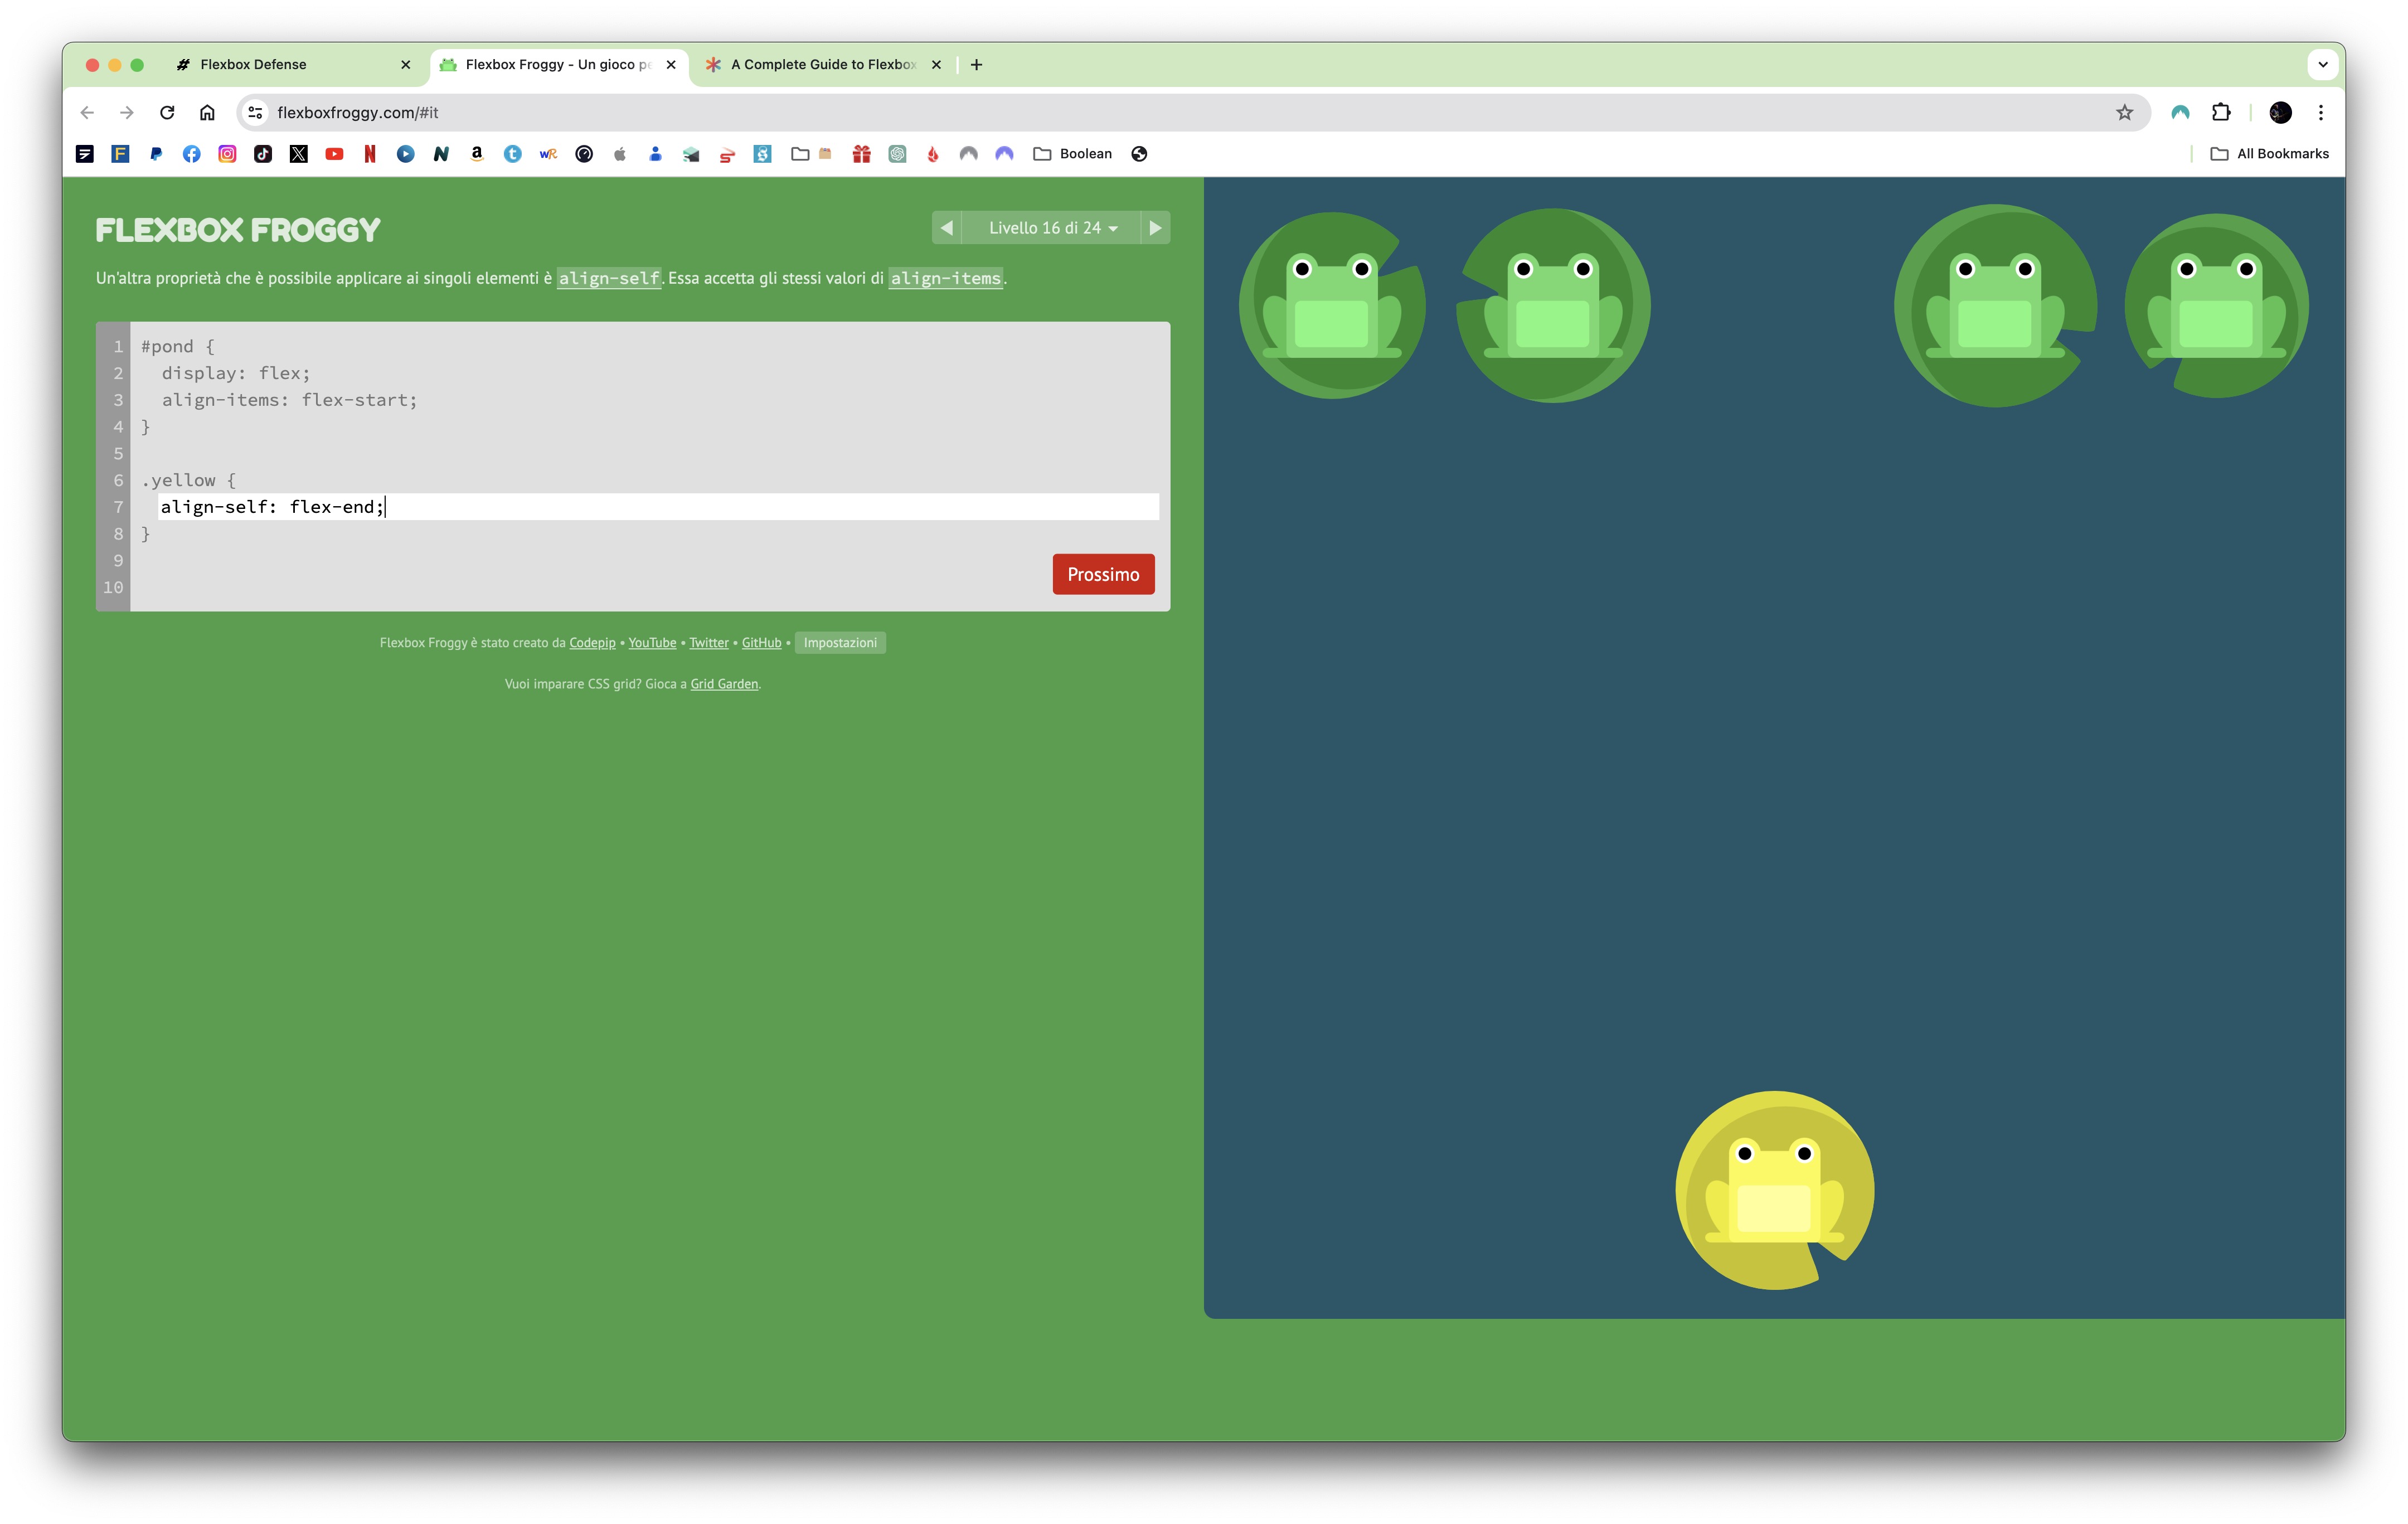 Flexbox Defense
Flexbox Froggy - Un gioco pe
A Complete Guide to Flexbox
flexboxfroggy.com/#it
Boolean
All Bookmarks
FLEXBOX FROGGY
Livello 16 di 24
Un'altra proprietà che è possibile applicare ai singoli elementi è align-self. Essa accetta gli stessi valori di align-items.
1 #pond {
2 display: flex;
3 align-items: flex-start;
4 }
5
6 .yellow {
7 align-self: flex-end;
8 }
9
10
Prossimo
Flexbox Froggy è stato creato da Codepip • YouTube • Twitter • GitHub • Impostazioni
Vuoi imparare CSS grid? Gioca a Grid Garden.